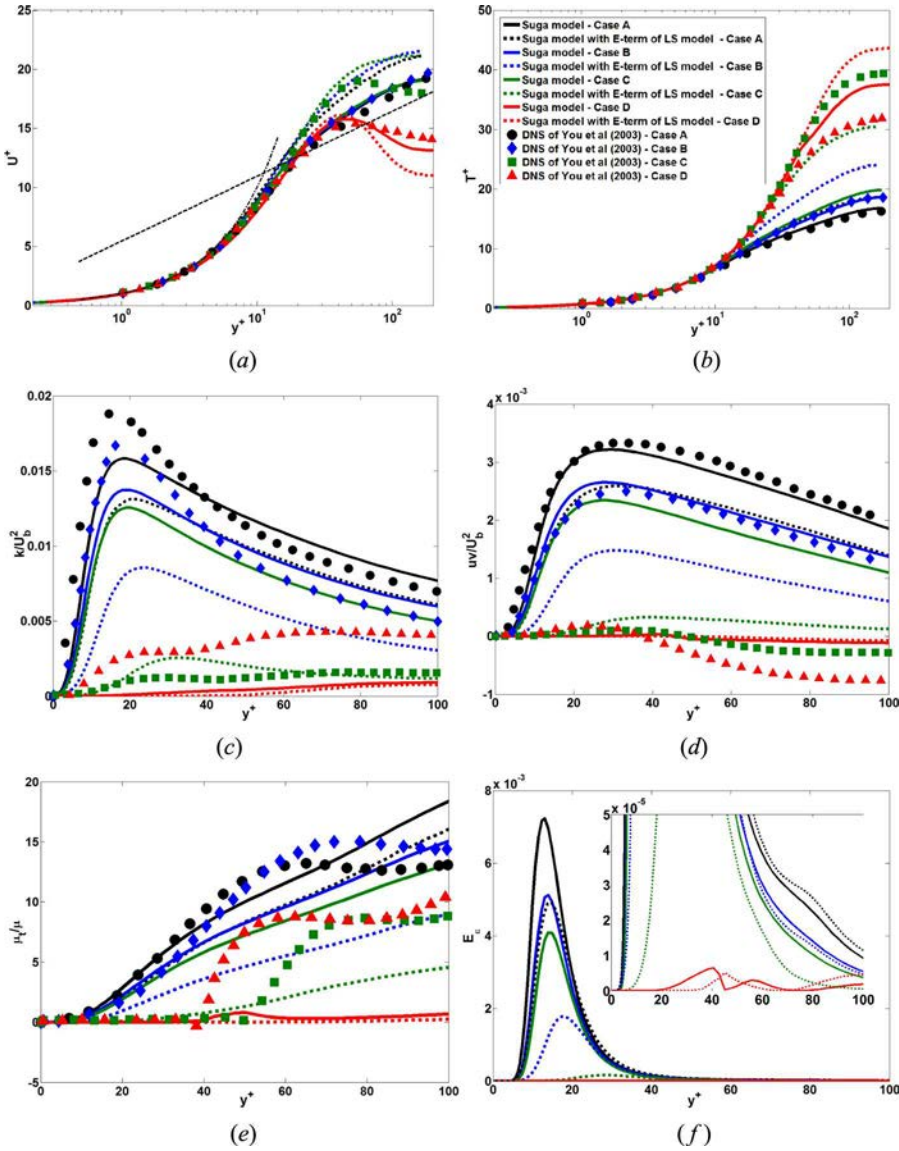 25
20
15
10
5
0
U+
10^0
10^1
10^2
y+
(a)
50
40
30
20
10
0
T+
Suga model - Case A
Suga model with E-term of LS model - Case A
Suga model - Case B
Suga model with E-term of LS model - Case B
Suga model - Case C
Suga model with E-term of LS model - Case C
Suga model - Case D
Suga model with E-term of LS model - Case D
DNS of You et al (2003) - Case A
DNS of You et al (2003) - Case B
DNS of You et al (2003) - Case C
DNS of You et al (2003) - Case D
10^0
10^1
10^2
y+
(b)
0.02
0.015
0.01
0.005
k/U_b^2
0 20 40 60 80 100
y+
(c)
4 x 10^-3
3
2
1
0
-1
uv/U_b^2
0 20 40 60 80 100
y+
(d)
20
15
10
5
0
-5
μ_t/μ
0 20 40 60 80 100
y+
(e)
8 x 10^-3
6
4
2
0
5 x 10^-5
4
3
2
1
0
0 20 40 60 80 100
0 20 40 60 80 100
y+
(f)